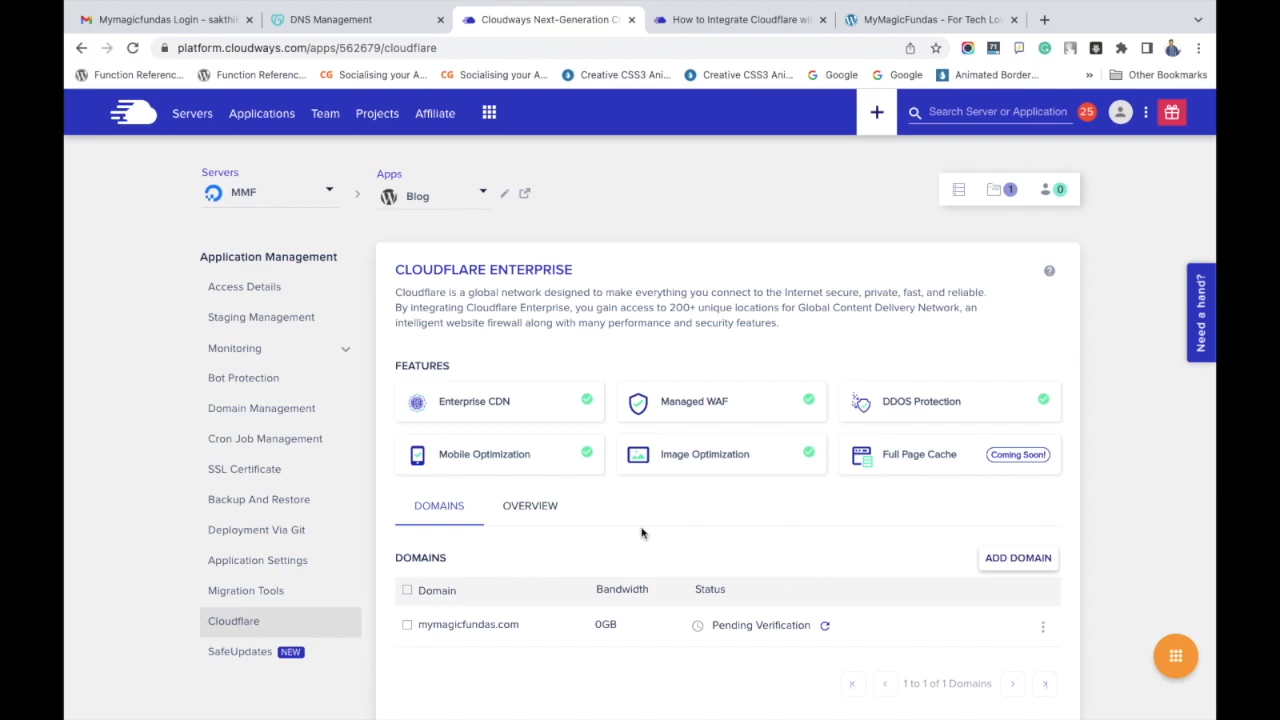 Mymagicfundas Login - sakthi
DNS Management
Cloudways Next-Generation Cl
How to Integrate Cloudflare wi
MyMagicFundas - For Tech Lov
platform.cloudways.com/apps/562679/cloudflare
Function Referenc...
Function Referenc...
CG Socialising your A...
CG Socialising your A...
Creative CSS3 Ani...
Creative CSS3 Ani...
Google
Google
Animated Border...
»
Other Bookmarks
Servers
Applications
Team
Projects
Affiliate
Search Server or Application
25
Servers
MMF
Apps
Blog
1
0
Need a hand?
Application Management
Access Details
Staging Management
Monitoring
Bot Protection
Domain Management
Cron Job Management
SSL Certificate
Backup And Restore
Deployment Via Git
Application Settings
Migration Tools
Cloudflare
SafeUpdates NEW
CLOUDFLARE ENTERPRISE
Cloudflare is a global network designed to make everything you connect to the Internet secure, private, fast, and reliable.
By integrating Cloudflare Enterprise, you gain access to 200+ unique locations for Global Content Delivery Network, an
intelligent website firewall along with many performance and security features.
FEATURES
Enterprise CDN
Managed WAF
DDOS Protection
Mobile Optimization
Image Optimization
Full Page Cache
Coming Soon!
DOMAINS
OVERVIEW
DOMAINS
ADD DOMAIN
Domain
Bandwidth
Status
mymagicfundas.com
0GB
Pending Verification
1 to 1 of 1 Domains